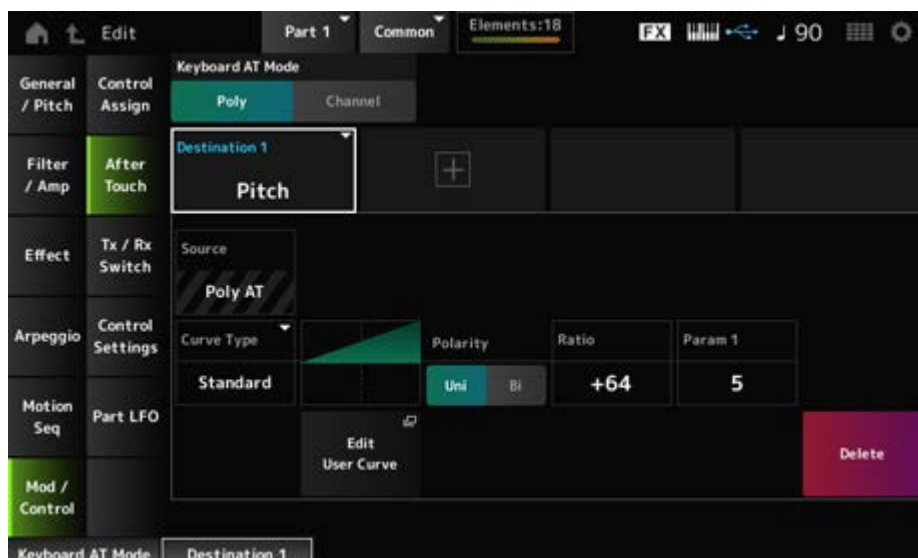 Edit
Part 1
Common
Elements:18
FX
90
General
/ Pitch
Control
Assign
Keyboard AT Mode
Poly
Channel
Filter
/ Amp
After
Touch
Destination 1
Pitch
Effect
Tx / Rx
Switch
Source
Poly AT
Arpeggio
Control
Settings
Curve Type
Polarity
Ratio
Param 1
Standard
Uni
Bi
+64
5
Motion
Seq
Part LFO
Edit
User Curve
Delete
Mod /
Control
Keyboard AT Mode
Destination 1